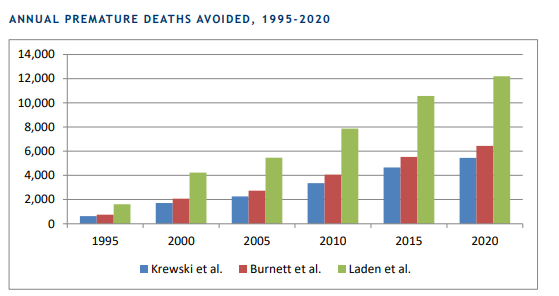 ANNUAL PREMATURE DEATHS AVOIDED, 1995-2020
14,000
12,000
10,000
8,000
6,000
4,000
2,000
0
1995 2000 2005 2010 2015 2020
Krewski et al. Burnett et al. Laden et al.